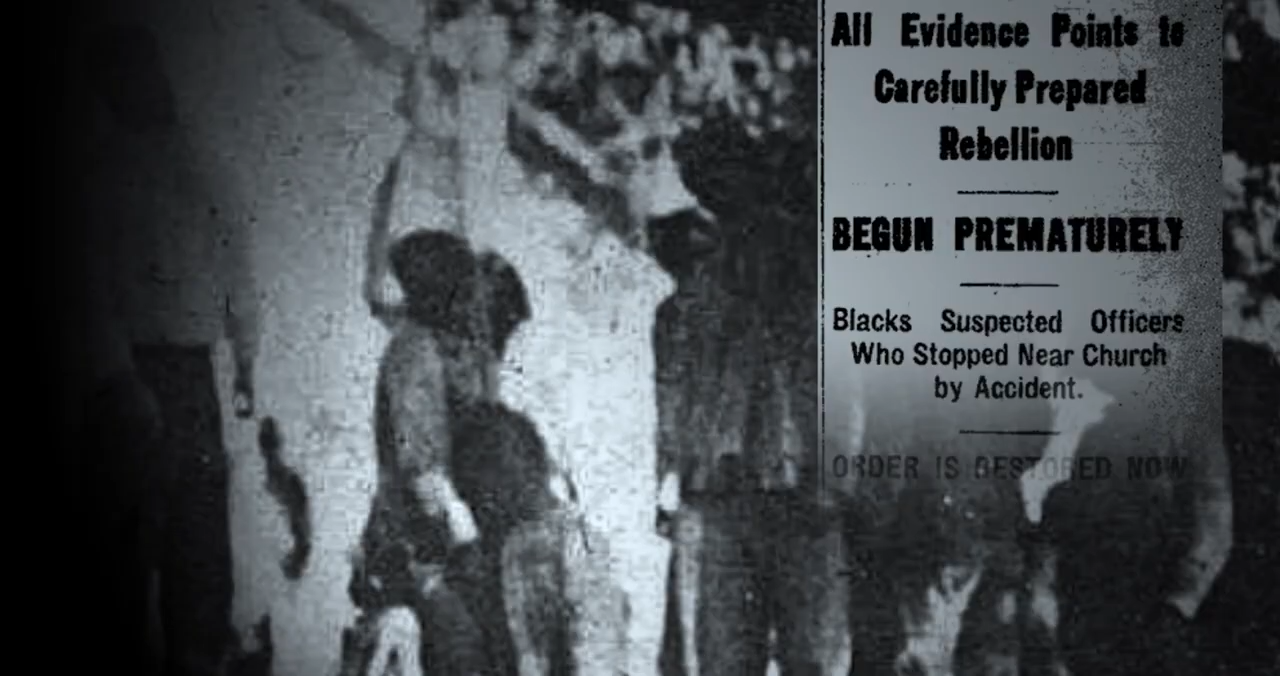 All Evidence Points to
Carefully Prepared
Rebellion
BEGUN PREMATURELY
Blacks Suspected Officers
Who Stopped Near Church
by Accident.
ORDER IS RESTORED NOW